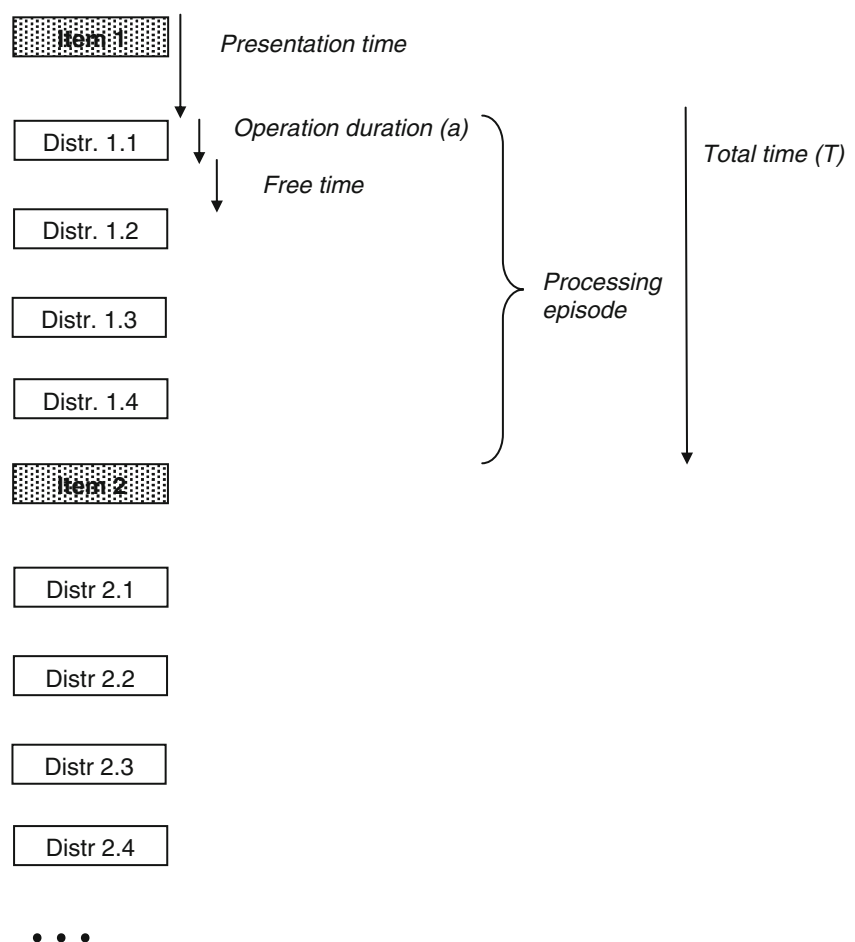 Item 1
Presentation time
Distr. 1.1
Operation duration (a)
Total time (T)
Free time
Distr. 1.2
Processing
episode
Distr. 1.3
Distr. 1.4
Item 2
Distr 2.1
Distr 2.2
Distr 2.3
Distr 2.4
• • •